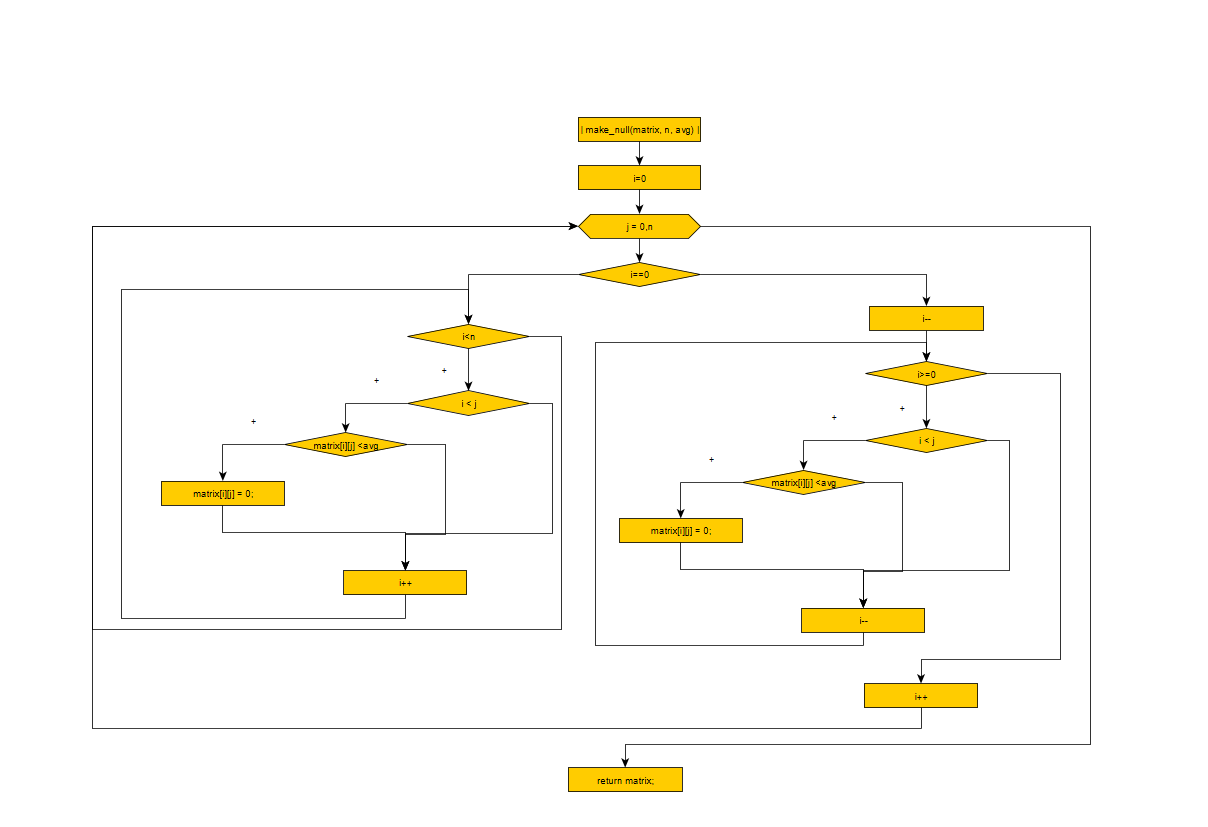 | make_null(matrix, n, avg) |
i=0
j = 0,n
i==0
i<n
+
+
i < j
+
matrix[i][j] <avg
matrix[i][j] = 0;
i++
i--
i>=0
+
+
i < j
+
matrix[i][j] <avg
matrix[i][j] = 0;
i--
i++
return matrix;